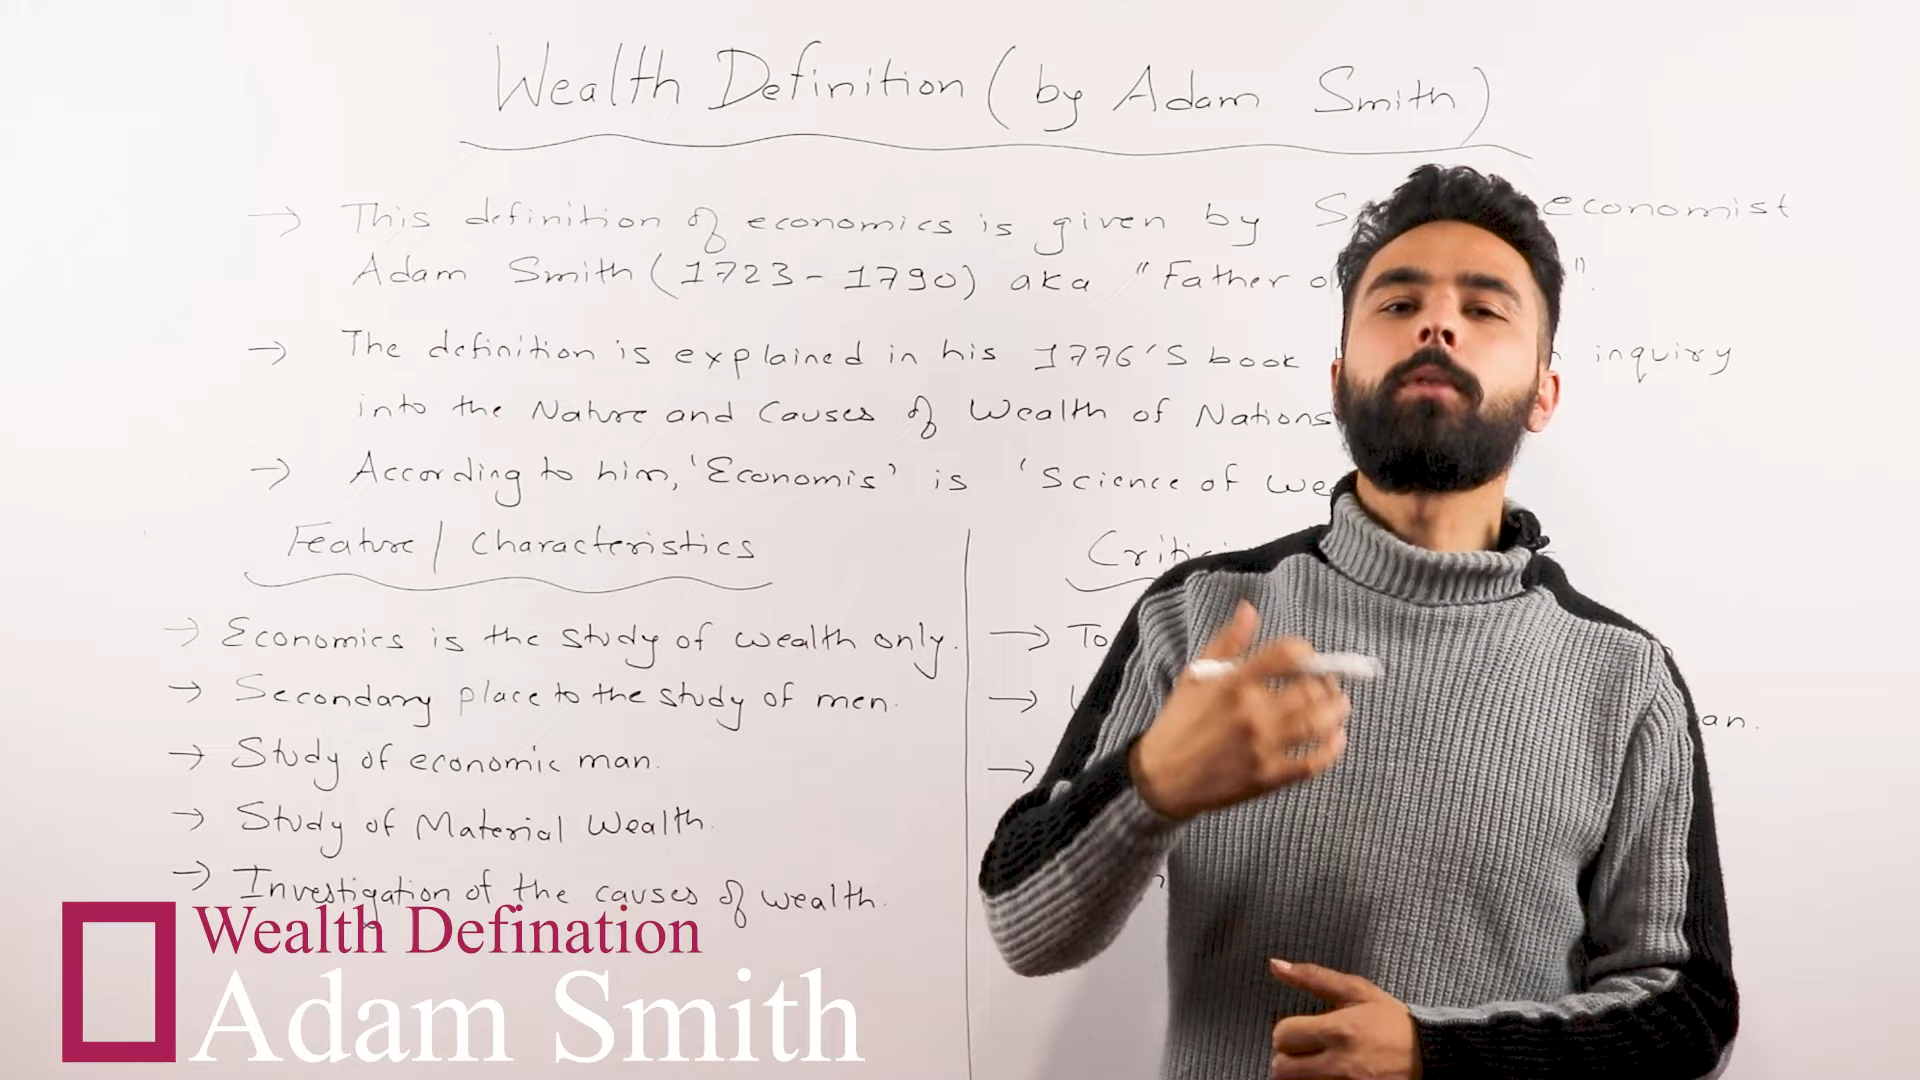 Wealth Definition (by Adam Smith)
→ This definition of economics is given by S economist
Adam Smith (1723-1790) aka "Father o ".
→ The definition is explained in his 1776'S book inquiry
into the Nature and Causes of Wealth of Nations
→ According to him, 'Economis' is 'Science of We
Feature / Characteristics
→ Economics is the study of wealth only.
→ Secondary place to the study of men.
→ Study of economic man.
→ Study of Material Wealth.
→ Investigation of the causes of wealth.
Critici
→ To
→ an.
→
Wealth Defination
Adam Smith